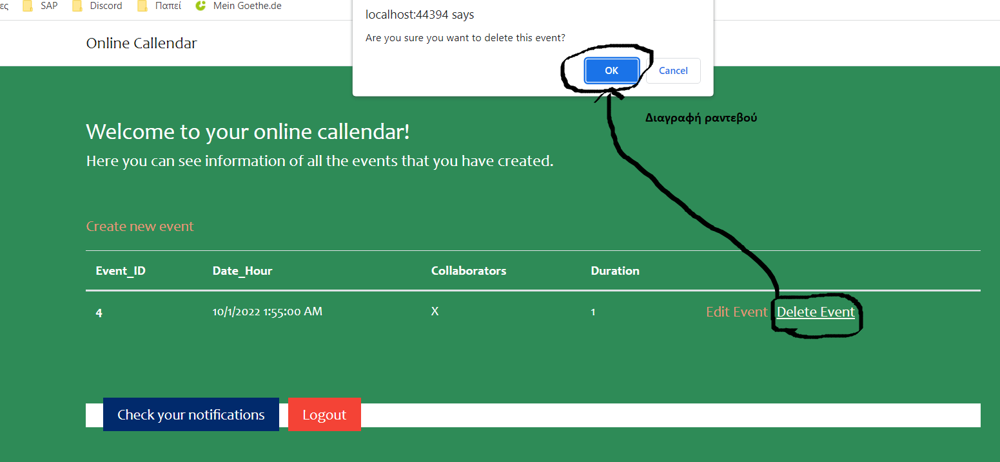 ες SAP Discord Παπεί Mein Goethe.de
localhost:44394 says
Online Callendar
Are you sure you want to delete this event?
OK Cancel
Διαγραφή ραντεβού
Welcome to your online callendar!
Here you can see information of all the events that you have created.
Create new event
Event_ID Date_Hour Collaborators Duration
4 10/1/2022 1:55:00 AM X 1 Edit Event Delete Event
Check your notifications Logout